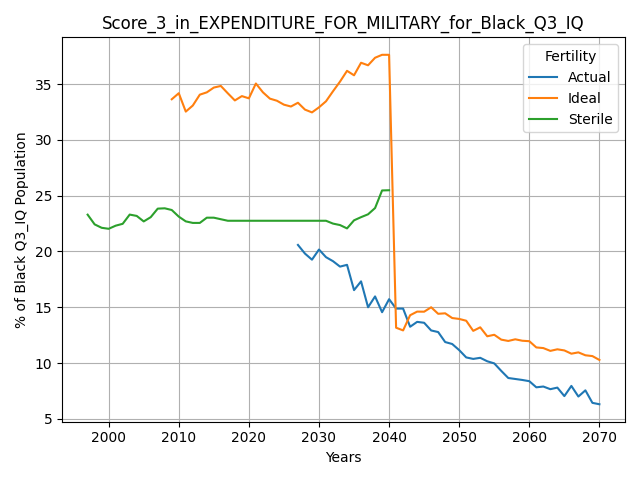 Score_3_in_EXPENDITURE_FOR_MILITARY_for_Black_Q3_IQ
% of Black Q3_IQ Population
35
30
25
20
15
10
5
Fertility
Actual
Ideal
Sterile
2000 2010 2020 2030 2040 2050 2060 2070
Years